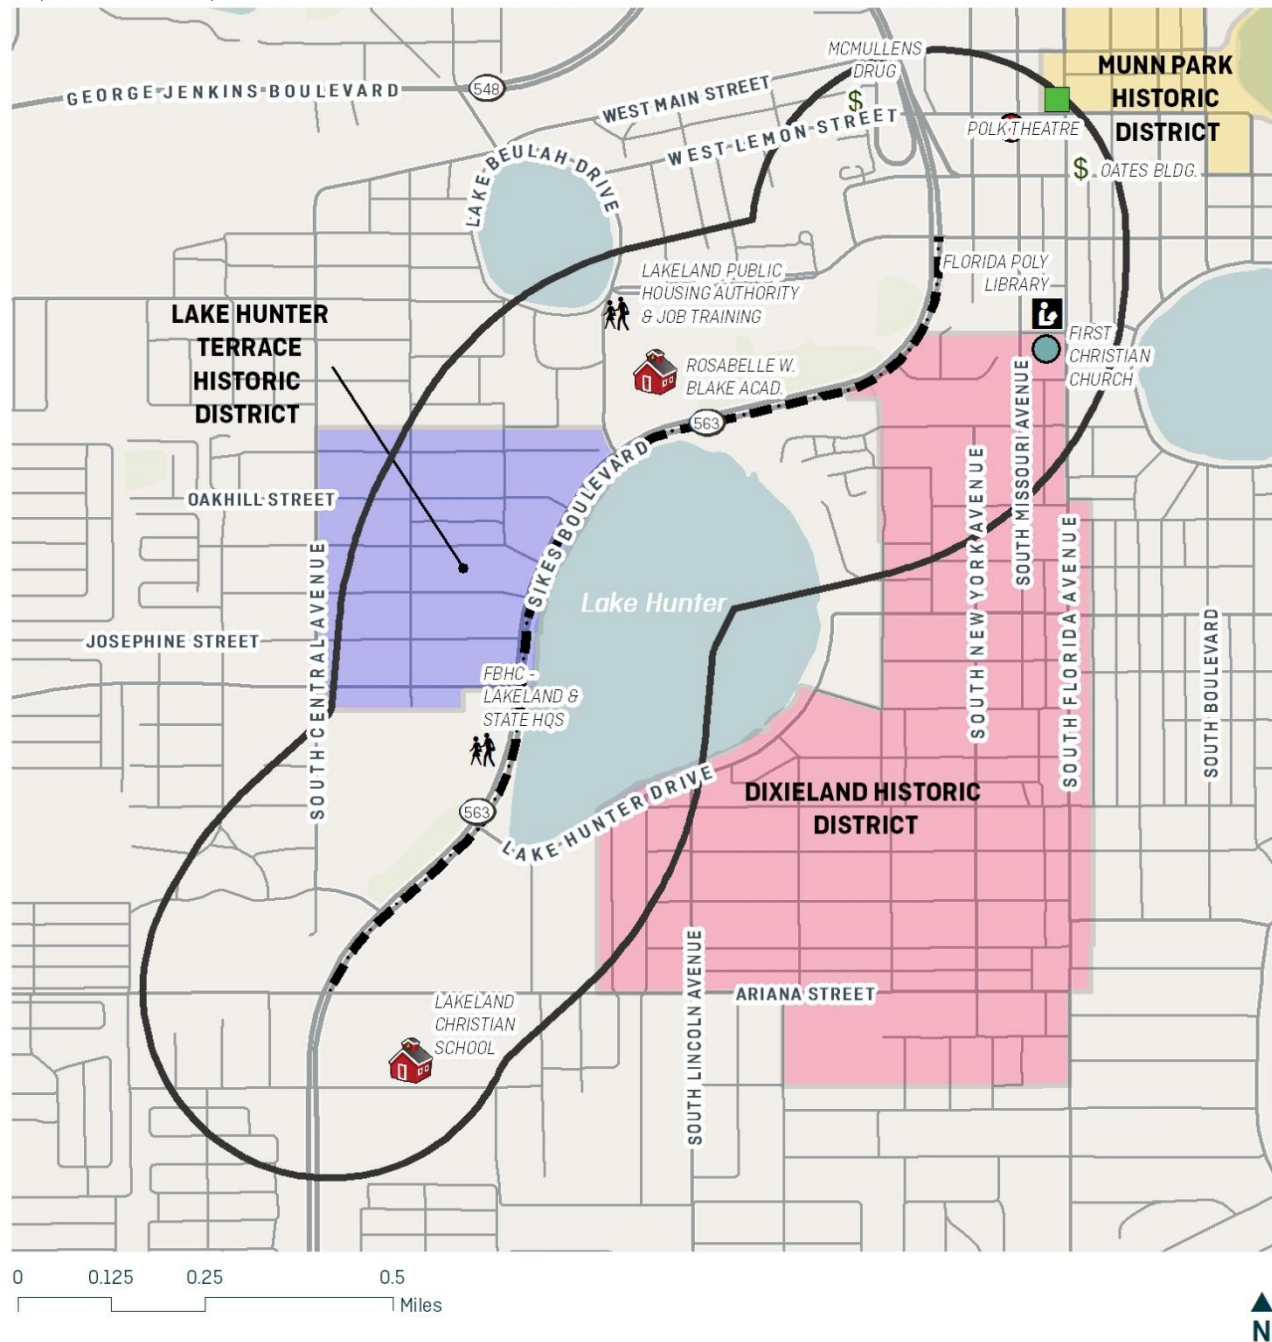 MCMULLENS
DRUG
MUNN PARK
HISTORIC
DISTRICT
GEORGE JENKINS BOULEVARD
548
WEST MAIN STREET
WEST LEMON STREET
POLK THEATRE
$
$ OATES BLDG.
LAKE BEULAH DRIVE
LAKELAND PUBLIC
HOUSING AUTHORITY
& JOB TRAINING
FLORIDA POLY
LIBRARY
LAKE HUNTER
TERRACE
HISTORIC
DISTRICT
FIRST
CHRISTIAN
CHURCH
ROSABELLE W.
BLAKE ACAD.
563
SIKES BOULEVARD
OAKHILL STREET
SOUTH MISSOURI AVENUE
SOUTH NEW YORK AVENUE
SOUTH FLORIDA AVENUE
SOUTH CENTRAL AVENUE
Lake Hunter
JOSEPHINE STREET
SOUTH BOULEVARD
FBHC -
LAKELAND &
STATE HQS
563
LAKE HUNTER DRIVE
DIXIELAND HISTORIC
DISTRICT
SOUTH LINCOLN AVENUE
ARIANA STREET
LAKELAND
CHRISTIAN
SCHOOL
0 0.125 0.25 0.5
Miles
N